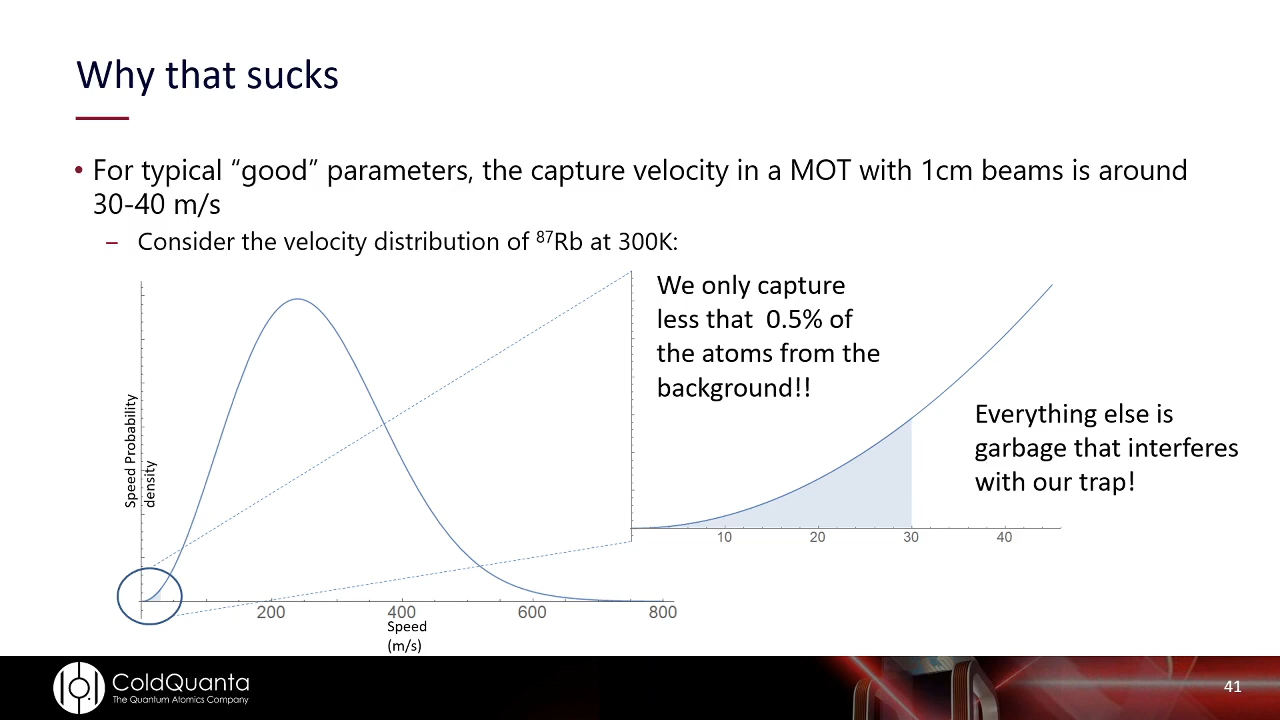 Why that sucks
• For typical “good” parameters, the capture velocity in a MOT with 1cm beams is around
30-40 m/s
– Consider the velocity distribution of ⁸⁷Rb at 300K:
We only capture
less that 0.5% of
the atoms from the
background!!
Everything else is
garbage that interferes
with our trap!
Speed Probability
density
10 20 30 40
200 400 600 800
Speed
(m/s)
ColdQuanta
The Quantum Atomics Company
41